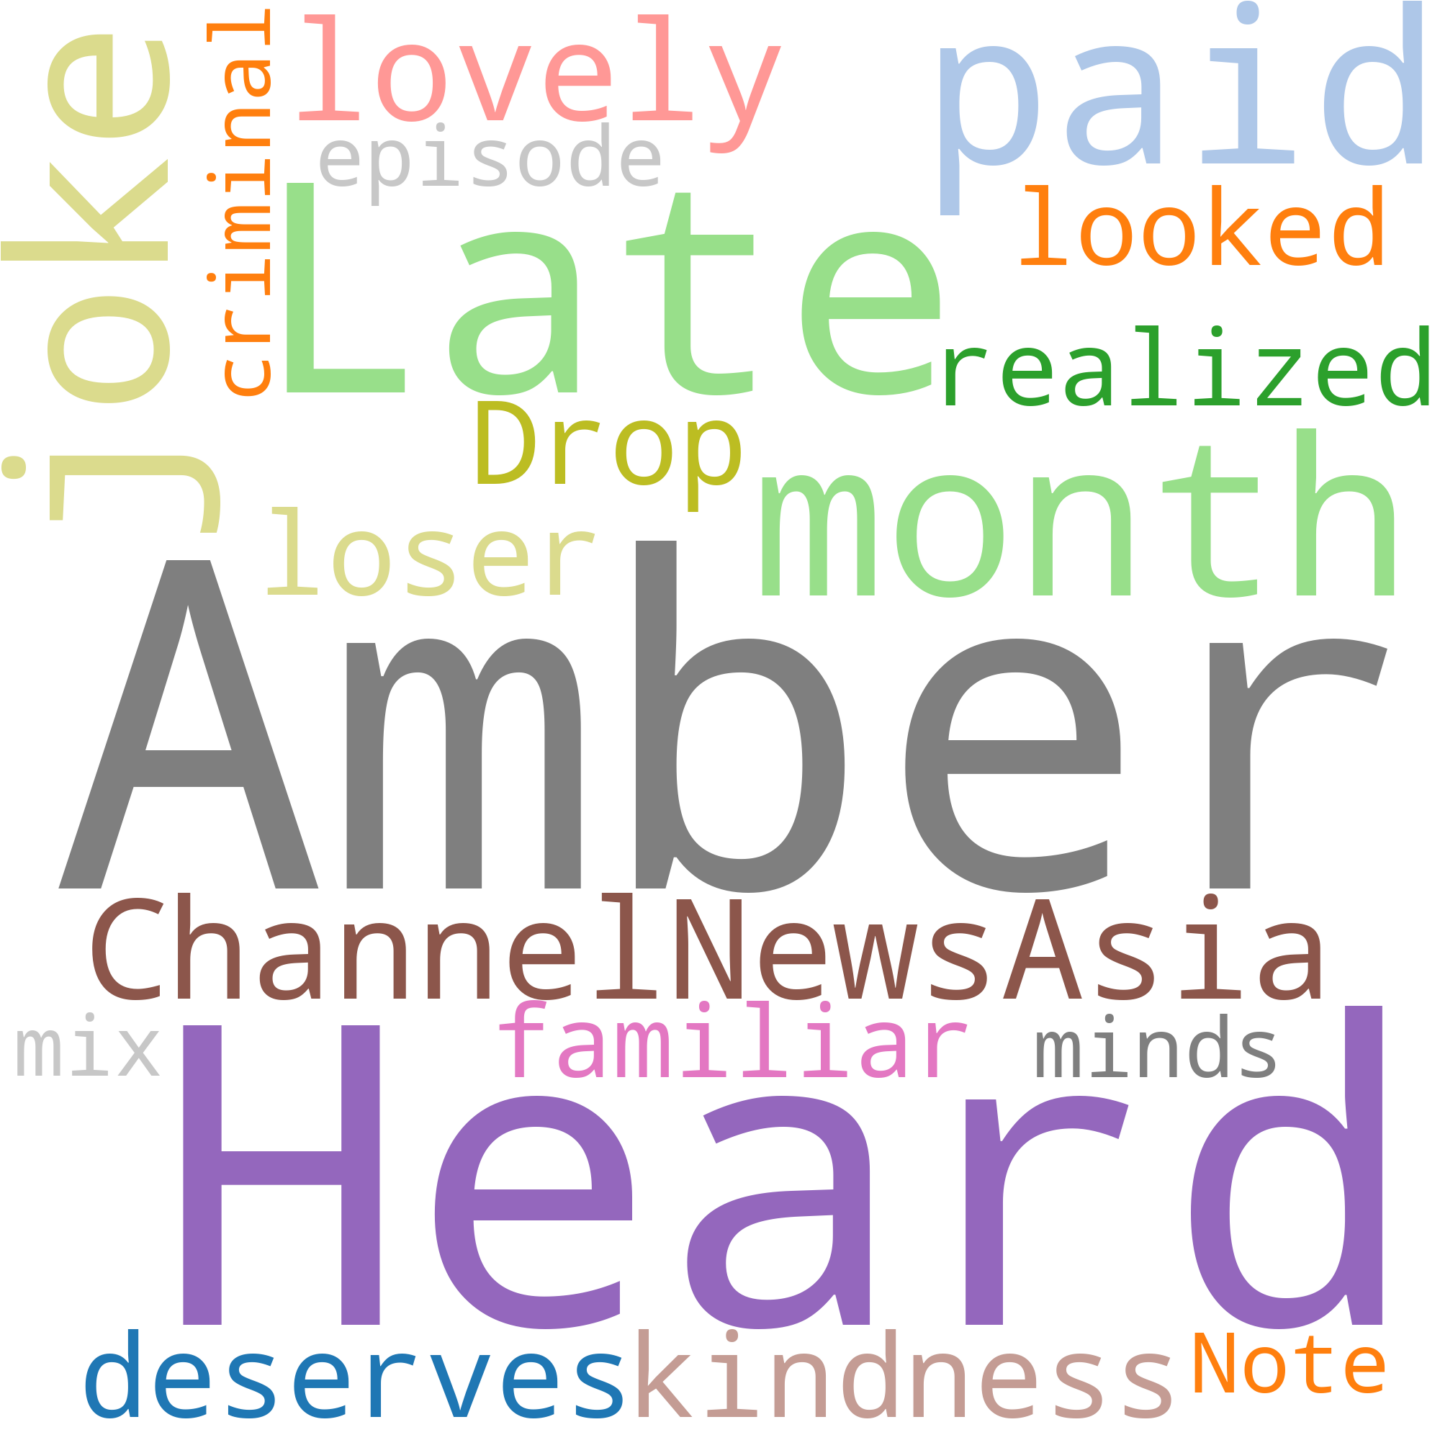 joke
criminal
lovely
paid
episode
looked
Late
realized
Drop
month
loser
Amber
ChannelNewsAsia
mix
familiar
minds
Heard
deserves
kindness
Note